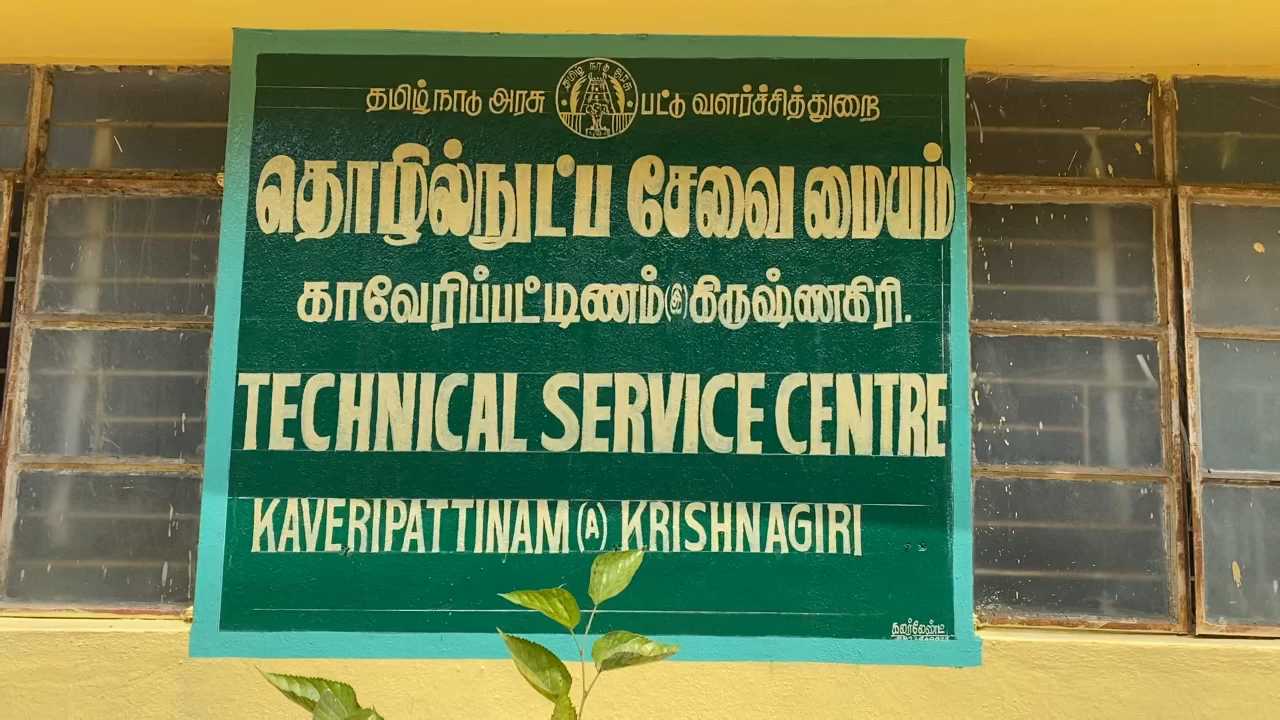 தமிழ்நாடு அரசு பட்டு வளர்ச்சித்துறை
தொழில்நுட்ப சேவை மையம்
காவேரிப்பட்டிணம் (இ) கிருஷ்ணகிரி.
TECHNICAL SERVICE CENTRE
KAVERIPATTINAM (A) KRISHNAGIRI